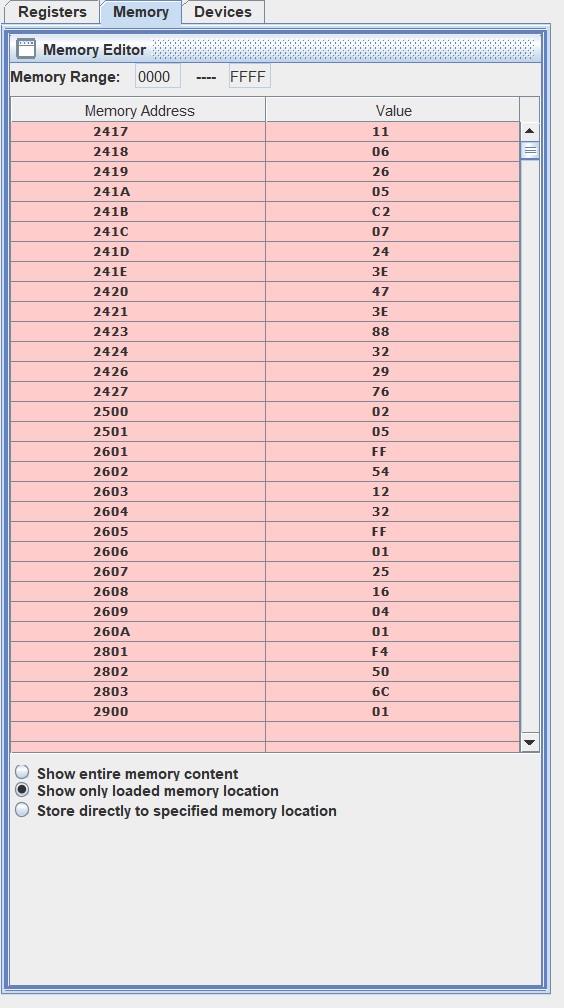 Registers Memory Devices
Memory Editor
Memory Range: 0000 ---- FFFF
Memory Address Value
2417 11
2418 06
2419 26
241A 05
241B C2
241C 07
241D 24
241E 3E
2420 47
2421 3E
2423 88
2424 32
2426 29
2427 76
2500 02
2501 05
2601 FF
2602 54
2603 12
2604 32
2605 FF
2606 01
2607 25
2608 16
2609 04
260A 01
2801 F4
2802 50
2803 6C
2900 01
Show entire memory content
Show only loaded memory location
Store directly to specified memory location